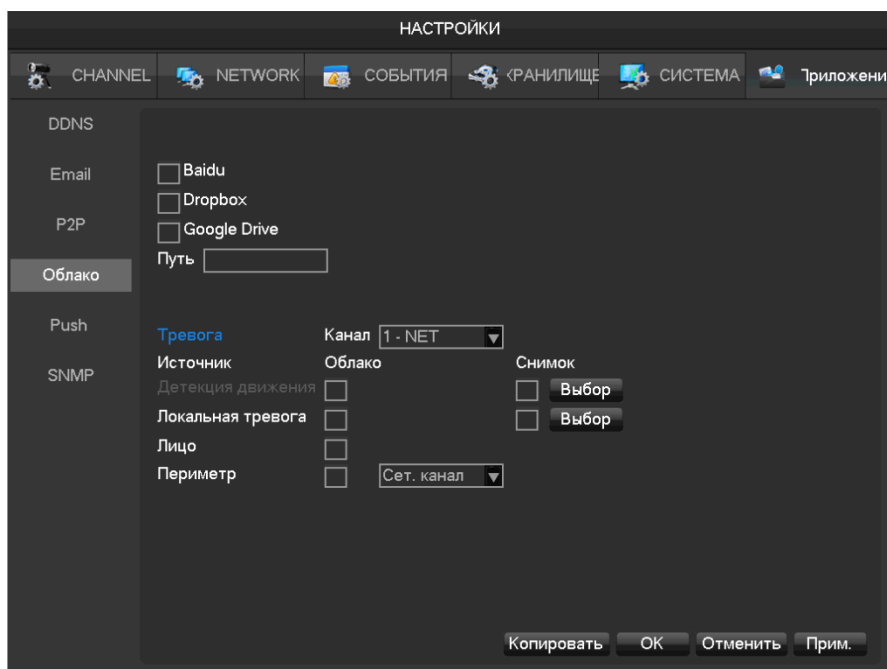 НАСТРОЙКИ
CHANNEL NETWORK СОБЫТИЯ ХРАНИЛИЩЕ СИСТЕМА Приложени
DDNS
Email
P2P
Облако
Push
SNMP
Baidu
Dropbox
Google Drive
Путь
Тревога Канал 1 - NET
Источник Облако Снимок
Детекция движения Выбор
Локальная тревога Выбор
Лицо
Периметр Сет. канал
Копировать OK Отменить Прим.